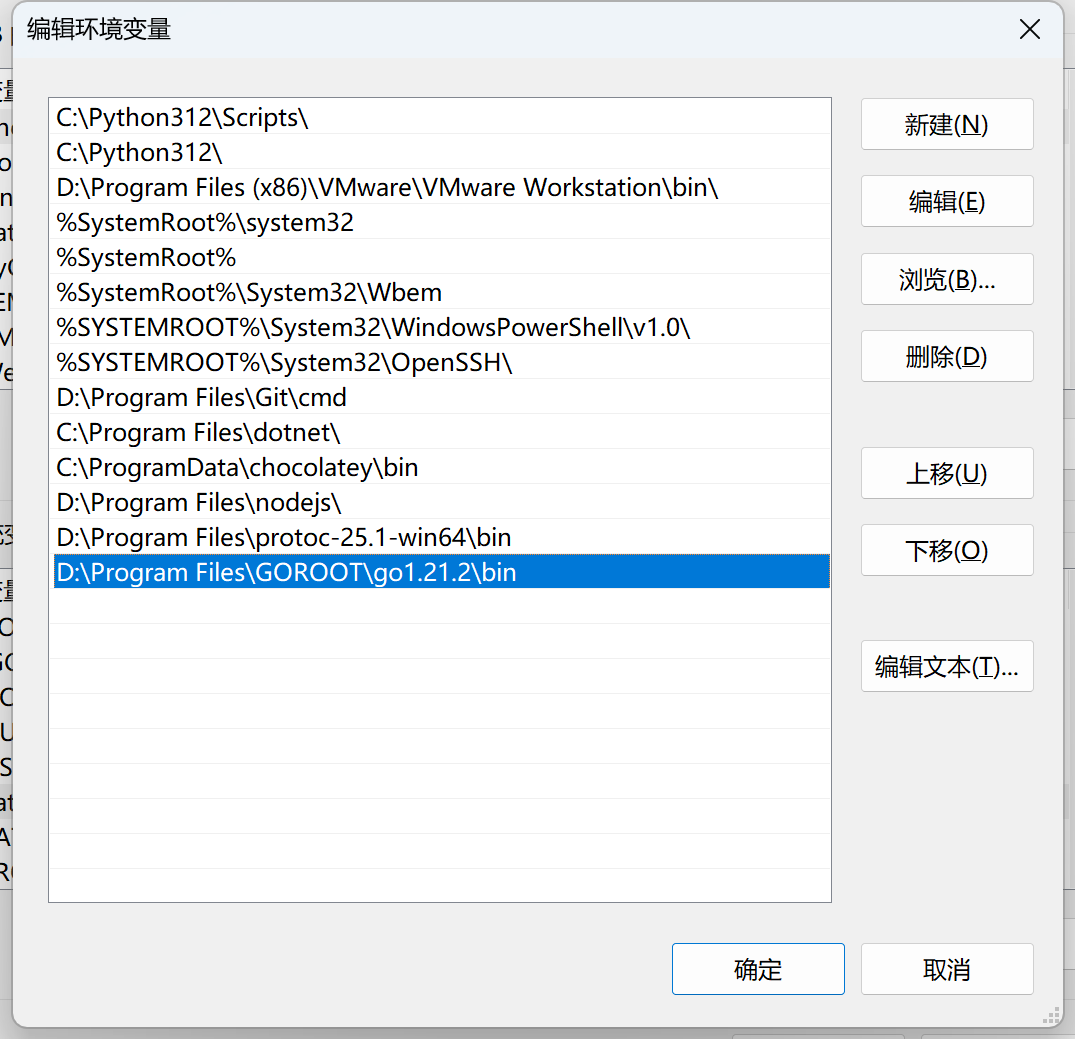 编辑环境变量
C:\Python312\Scripts\
新建(N)
C:\Python312\
D:\Program Files (x86)\VMware\VMware Workstation\bin\
编辑(E)
%SystemRoot%\system32
%SystemRoot%
浏览(B)...
%SystemRoot%\System32\Wbem
%SYSTEMROOT%\System32\WindowsPowerShell\v1.0\
%SYSTEMROOT%\System32\OpenSSH\
删除(D)
D:\Program Files\Git\cmd
C:\Program Files\dotnet\
C:\ProgramData\chocolatey\bin
上移(U)
D:\Program Files\nodejs\
D:\Program Files\protoc-25.1-win64\bin
下移(O)
D:\Program Files\GOROOT\go1.21.2\bin
编辑文本(T)...
确定
取消